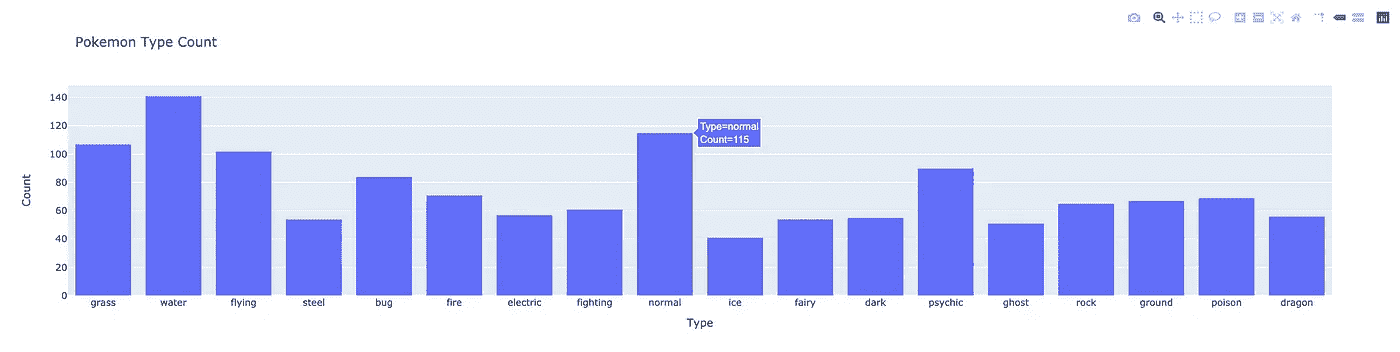 Pokemon Type Count
140
120
100
80
60
40
20
0
Count
Type=normal
Count=115
grass water flying steel bug fire electric fighting normal ice fairy dark psychic ghost rock ground poison dragon
Type